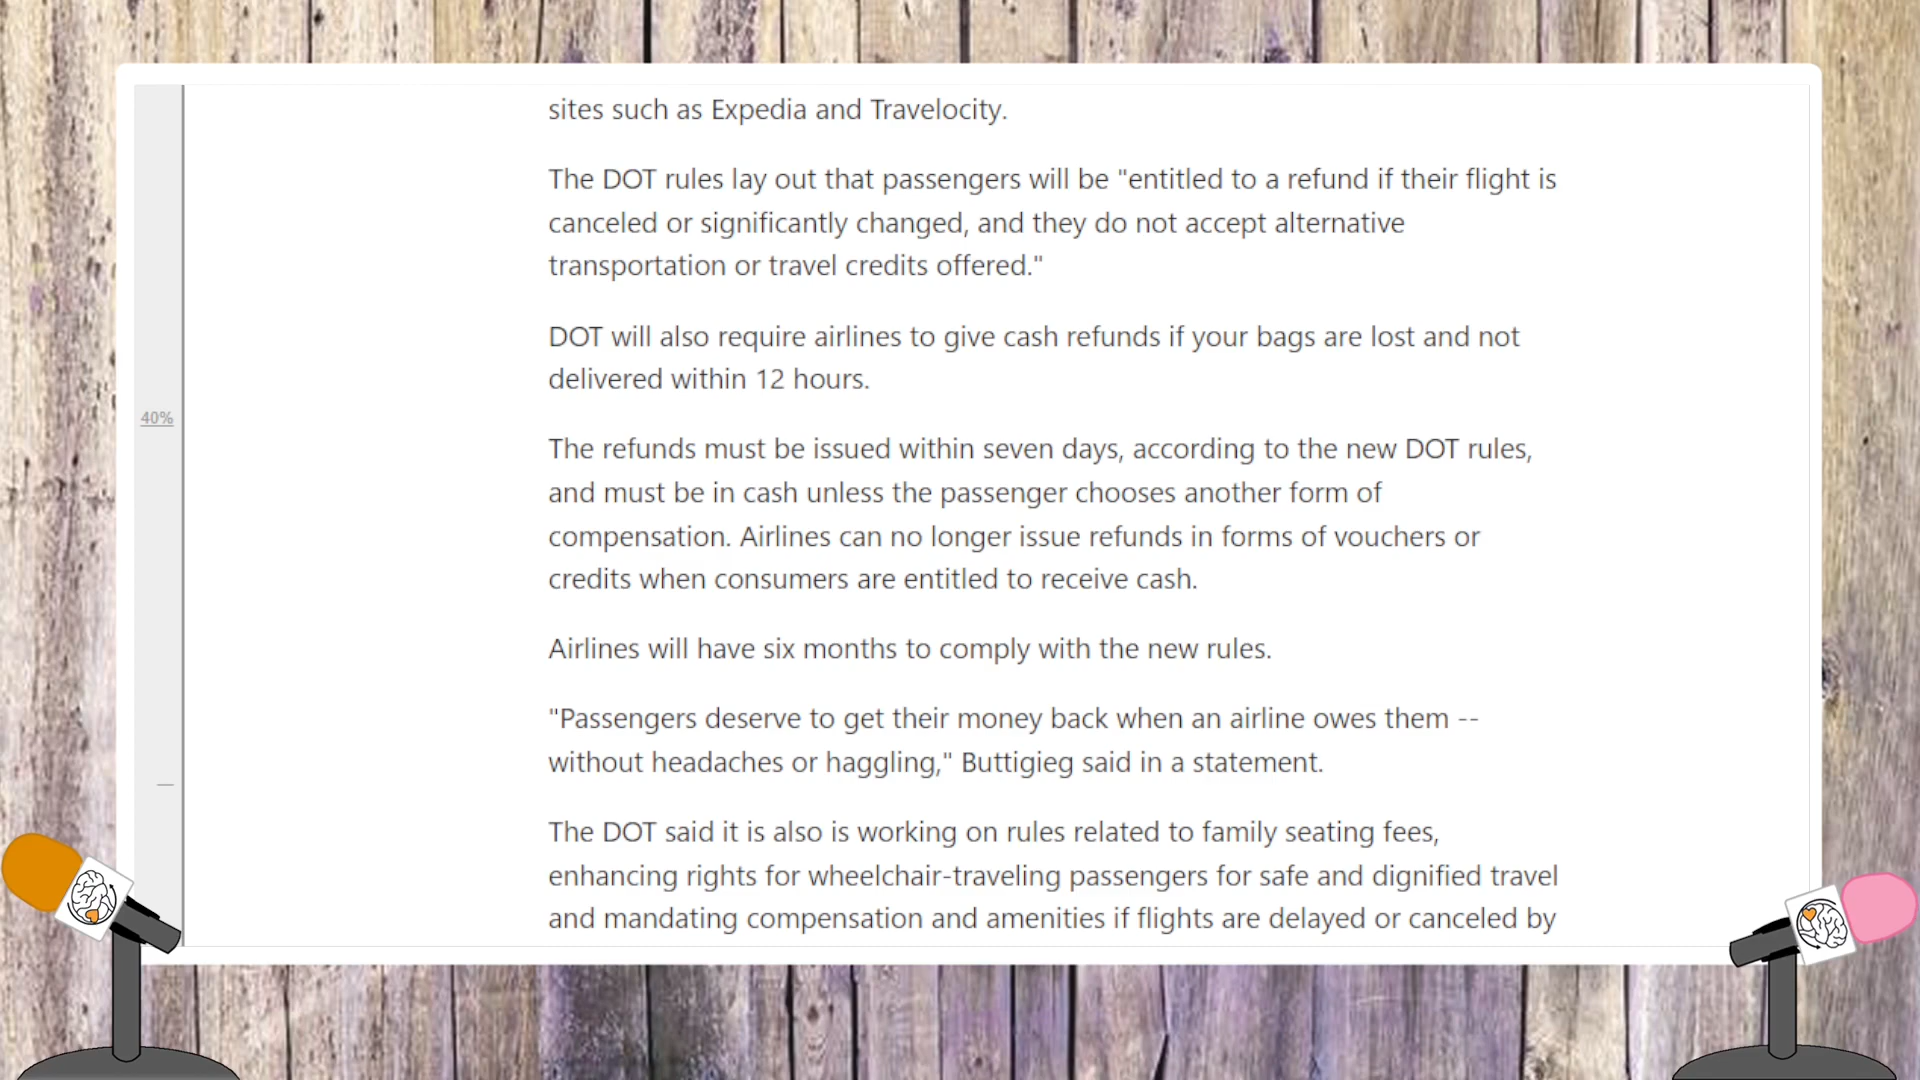 sites such as Expedia and Travelocity.
The DOT rules lay out that passengers will be "entitled to a refund if their flight is
canceled or significantly changed, and they do not accept alternative
transportation or travel credits offered."
DOT will also require airlines to give cash refunds if your bags are lost and not
delivered within 12 hours.
40%
The refunds must be issued within seven days, according to the new DOT rules,
and must be in cash unless the passenger chooses another form of
compensation. Airlines can no longer issue refunds in forms of vouchers or
credits when consumers are entitled to receive cash.
Airlines will have six months to comply with the new rules.
"Passengers deserve to get their money back when an airline owes them --
without headaches or haggling," Buttigieg said in a statement.
The DOT said it is also is working on rules related to family seating fees,
enhancing rights for wheelchair-traveling passengers for safe and dignified travel
and mandating compensation and amenities if flights are delayed or canceled by